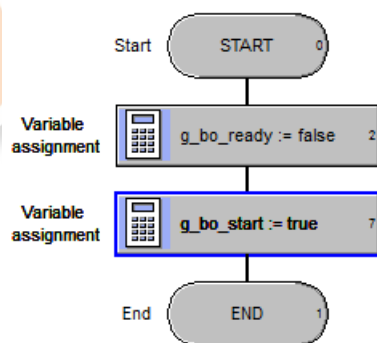 Start START 0
Variable
assignment
g_bo_ready := false 2
Variable
assignment
g_bo_start := true 7
End END 1